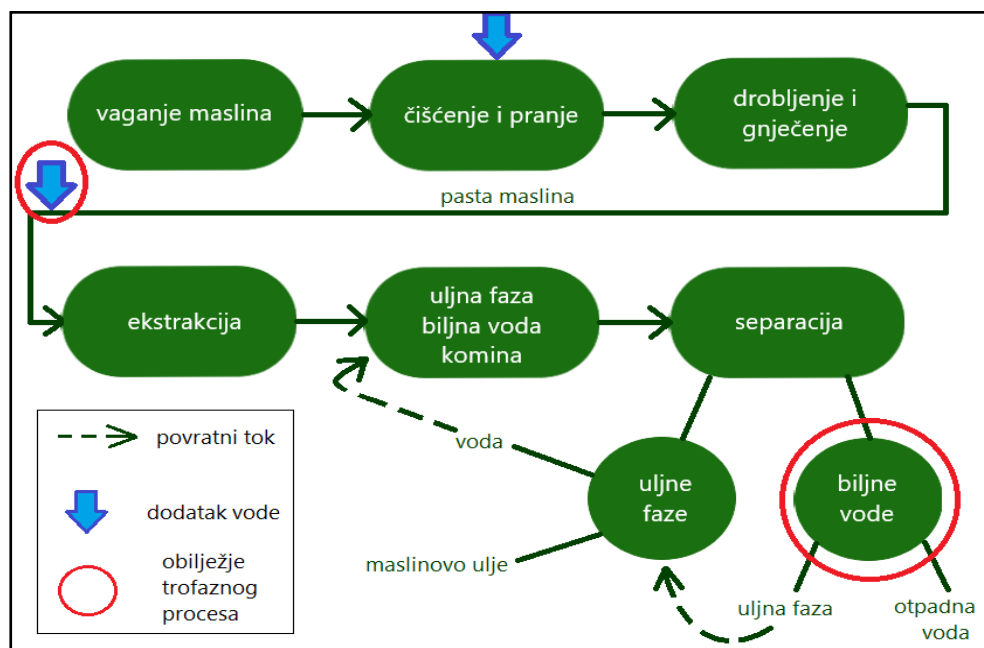 vaganje maslina
čišćenje i pranje
drobljenje i
gnječenje
pasta maslina
ekstrakcija
uljna faza
biljna voda
komina
separacija
povratni tok
dodatak vode
obilježje
trofaznog
procesa
voda
uljne
faze
maslinovo ulje
biljne
vode
uljna faza
otpadna
voda